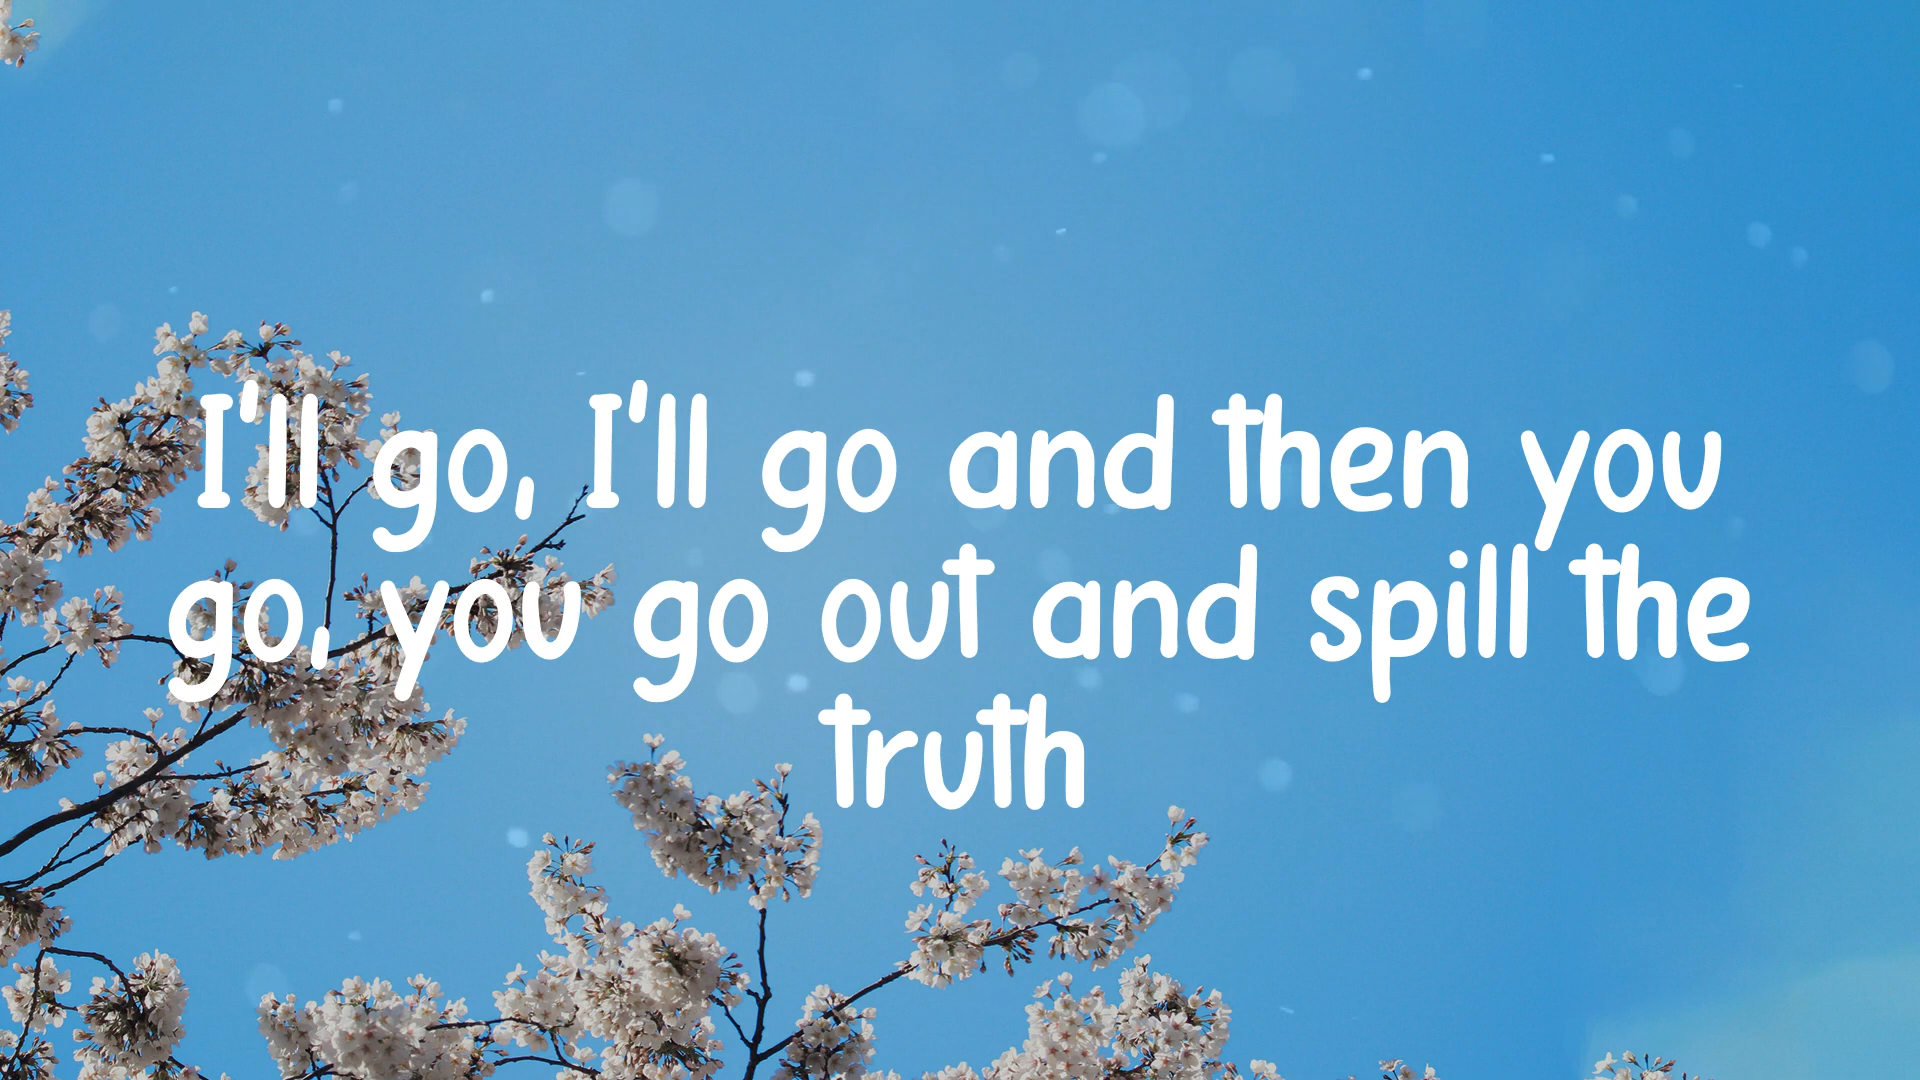 I'll go, I'll go and then you
go, you go out and spill the
truth